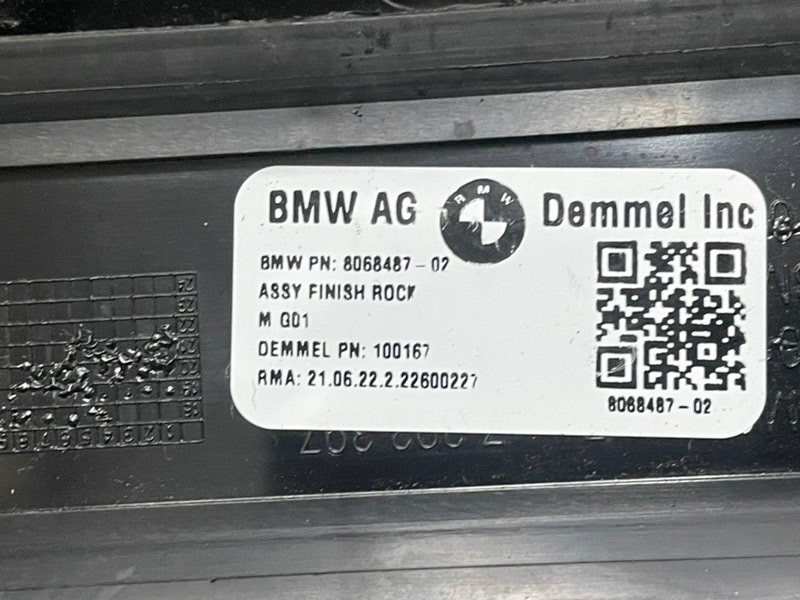 BMW AG BMW Demmel Inc
BMW PN: 8068487-02
ASSY FINISH ROCK
M G01
DEMMEL PN: 100167
RMA: 21.06.22.2.22600227
8068487-02